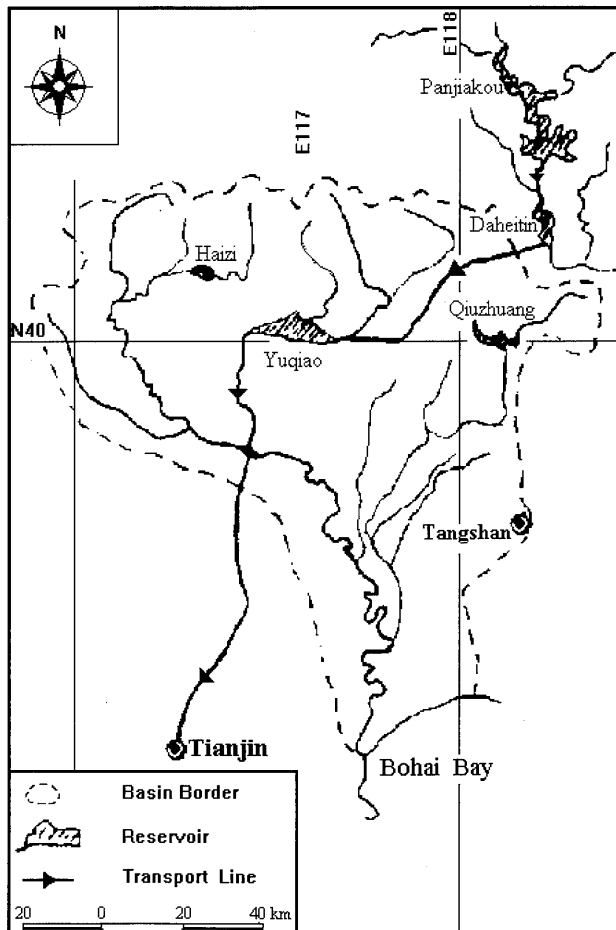 N
E117
E118
Panjiakou
Daheitin
Haizi
Qiuzhuang
N40
Yuqiao
Tangshan
Tianjin
Bohai Bay
Basin Border
Reservoir
Transport Line
20 0 20 40 km